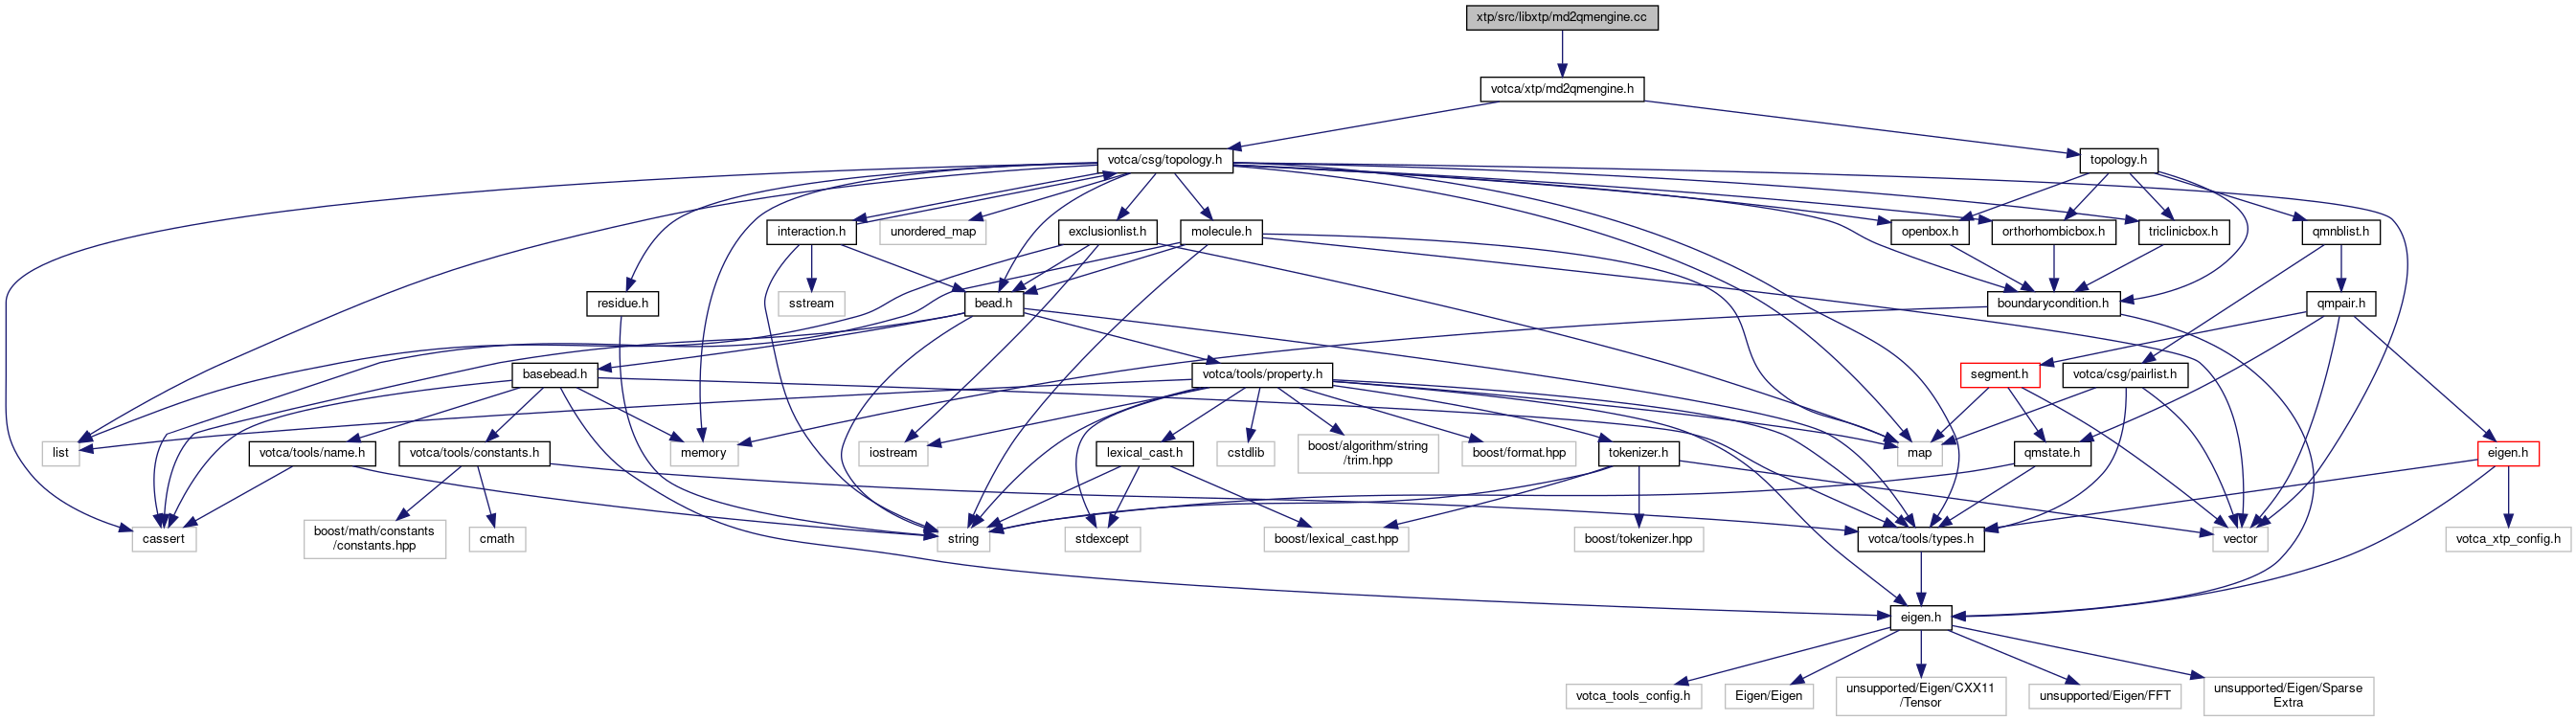 xtp/src/libxtp/md2qmengine.cc
votca/xtp/md2qmengine.h
votca/csg/topology.h
topology.h
interaction.h
unordered_map
exclusionlist.h
molecule.h
openbox.h
orthorhombicbox.h
triclinicbox.h
qmnblist.h
residue.h
sstream
bead.h
boundarycondition.h
qmpair.h
basebead.h
votca/tools/property.h
segment.h
votca/csg/pairlist.h
list
votca/tools/name.h
votca/tools/constants.h
memory
iostream
lexical_cast.h
cstdlib
boost/algorithm/string
/trim.hpp
boost/format.hpp
tokenizer.h
map
qmstate.h
eigen.h
cassert
boost/math/constants
/constants.hpp
cmath
string
stdexcept
boost/lexical_cast.hpp
boost/tokenizer.hpp
votca/tools/types.h
vector
votca_xtp_config.h
eigen.h
votca_tools_config.h
Eigen/Eigen
unsupported/Eigen/CXX11
/Tensor
unsupported/Eigen/FFT
unsupported/Eigen/Sparse
Extra